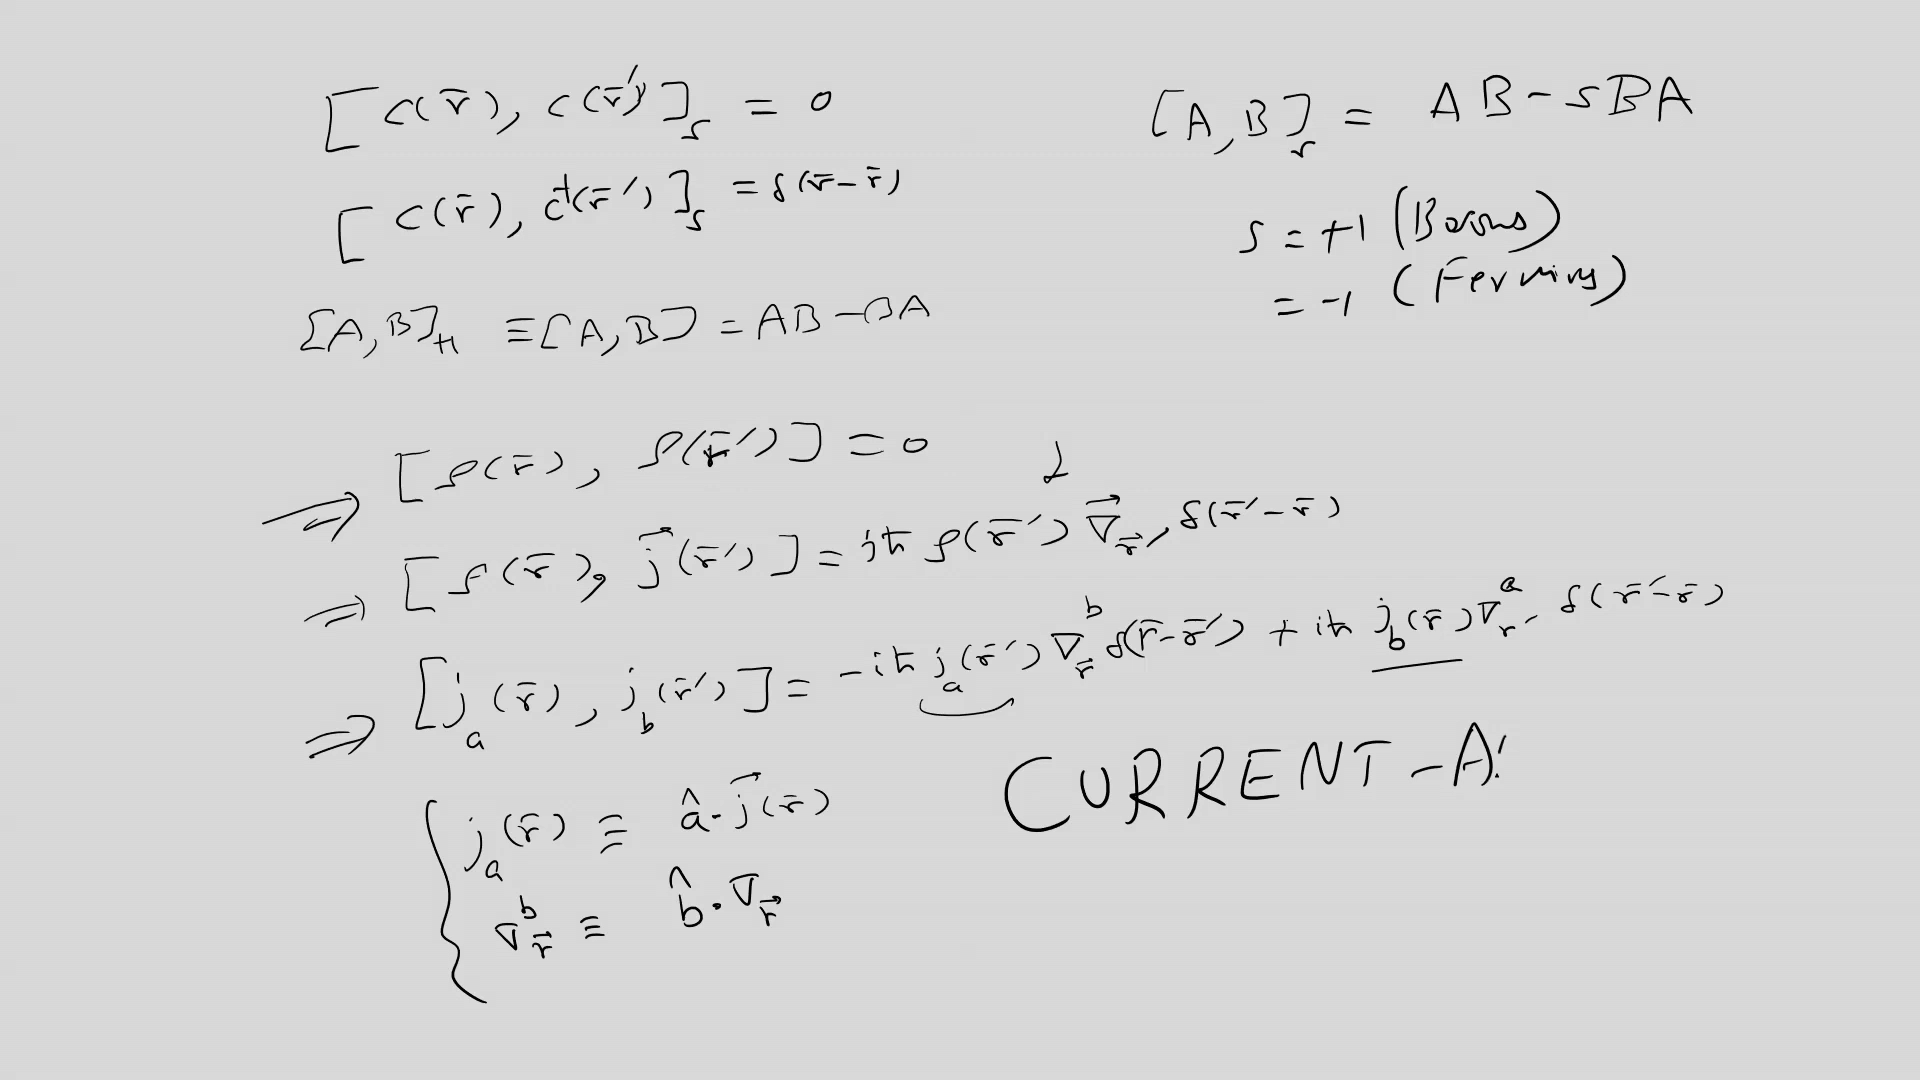 [c(r̄), c(r̄′)]_s = 0
[A, B]_s = AB - sBA
[c(r̄), c†(r̄′)]_s = δ(r̄ - r̄)
s = +1 (Bosons)
= -1 (Fermions)
[A, B]_+1 ≡ [A, B] = AB - BA
⇒ [ρ(r̄), ρ(r̄′)] = 0
⇒ [ρ(r̄), j⃗(r̄′)] = iħ ρ(r̄′) ∇⃗_r⃗′ δ(r̄′ - r̄)
⇒ [j_a(r̄), j_b(r̄′)] = -iħ j_a(r̄′) ∇^b_r⃗ δ(r̄ - r̄′) + iħ j_b(r̄) ∇^a_r′ δ(r̄′ - r̄)
CURRENT-A
j_a(r̄) ≡ â · j⃗(r̄)
∇^b_r⃗ ≡ b̂ · ∇_r⃗